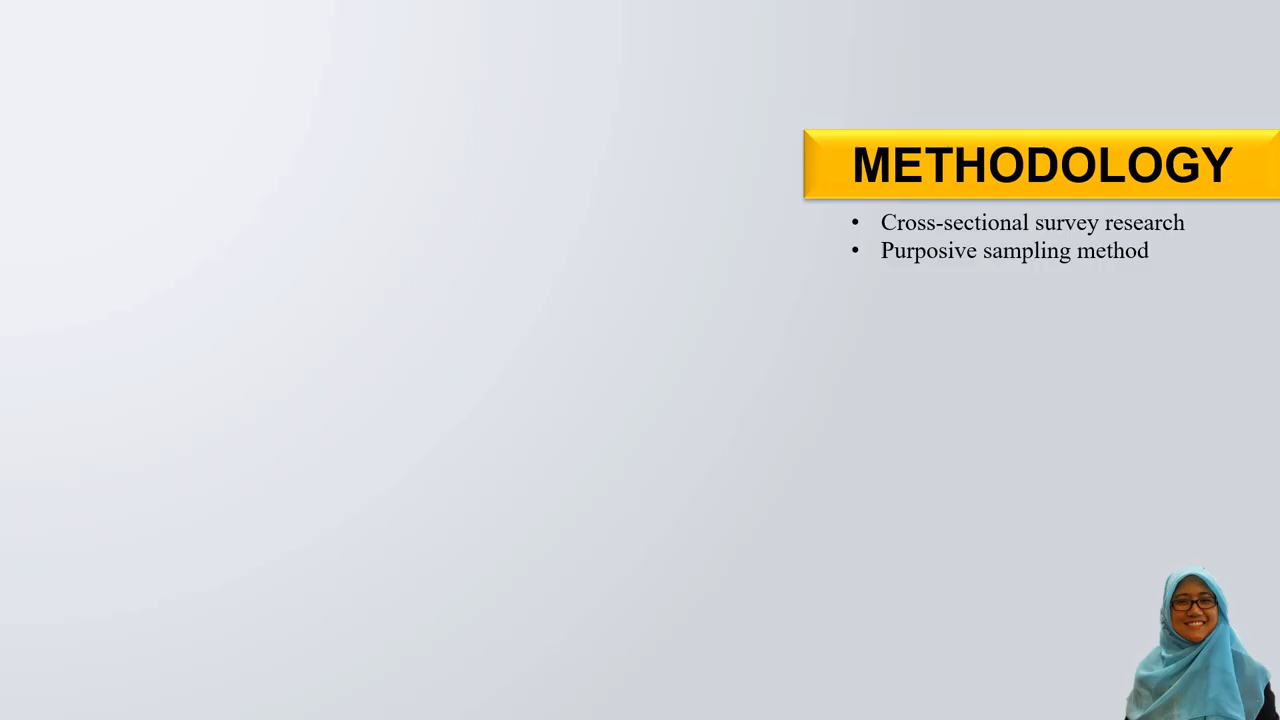 METHODOLOGY
• Cross-sectional survey research
• Purposive sampling method